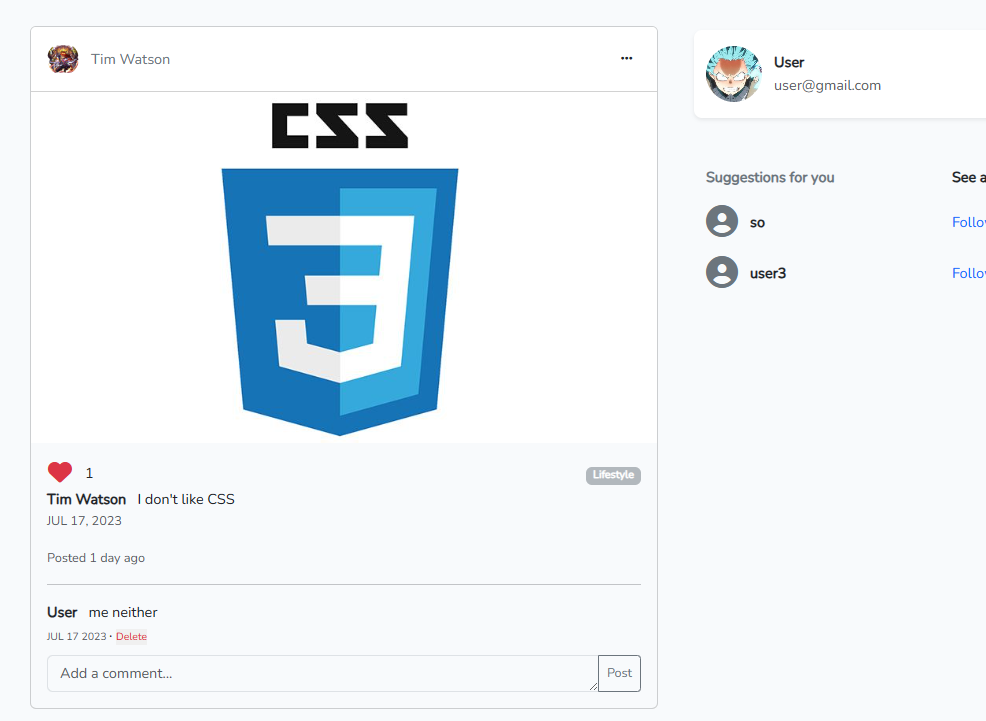 Tim Watson
...
CSS
3
1
Lifestyle
Tim Watson I don't like CSS
JUL 17, 2023
Posted 1 day ago
User me neither
JUL 17 2023 · Delete
Add a comment...
Post
User
user@gmail.com
Suggestions for you See a
so Follow
user3 Follow